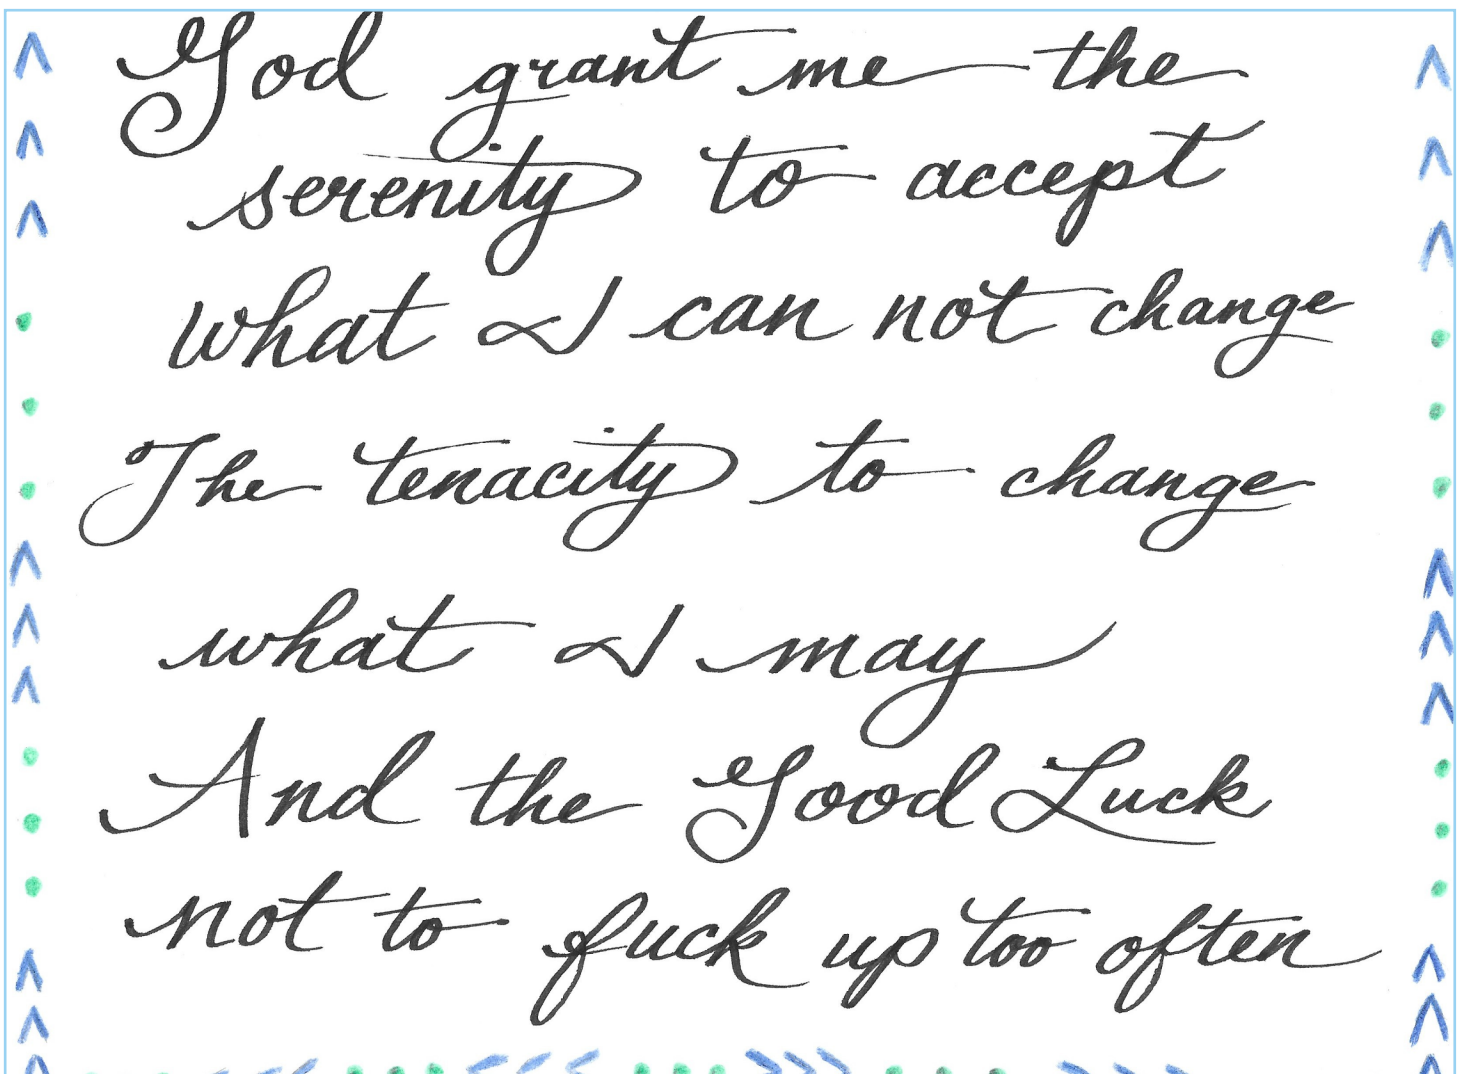 God grant me the
serenity to accept
what I can not change
The tenacity to change
what I may
And the Good Luck
not to fuck up too often